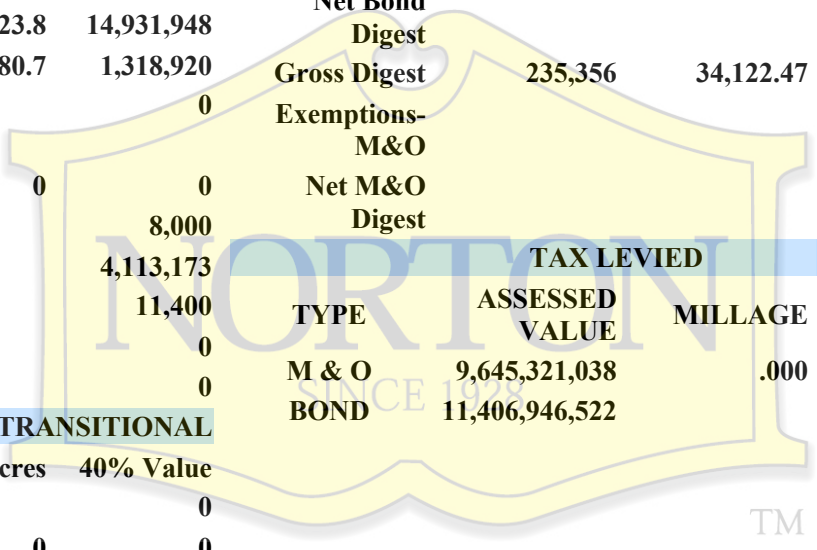 Net Bond
23.8 14,931,948 Digest
80.7 1,318,920 Gross Digest 235,356 34,122.47
0 Exemptions-
M&O
0 0 Net M&O
8,000 Digest
NORTON
4,113,173 TAX LEVIED
11,400 TYPE ASSESSED VALUE MILLAGE
0
M & O 9,645,321,038 .000
0
SINCE 1928
BOND 11,406,946,522
TRANSITIONAL
cres 40% Value
0
0 0
TM